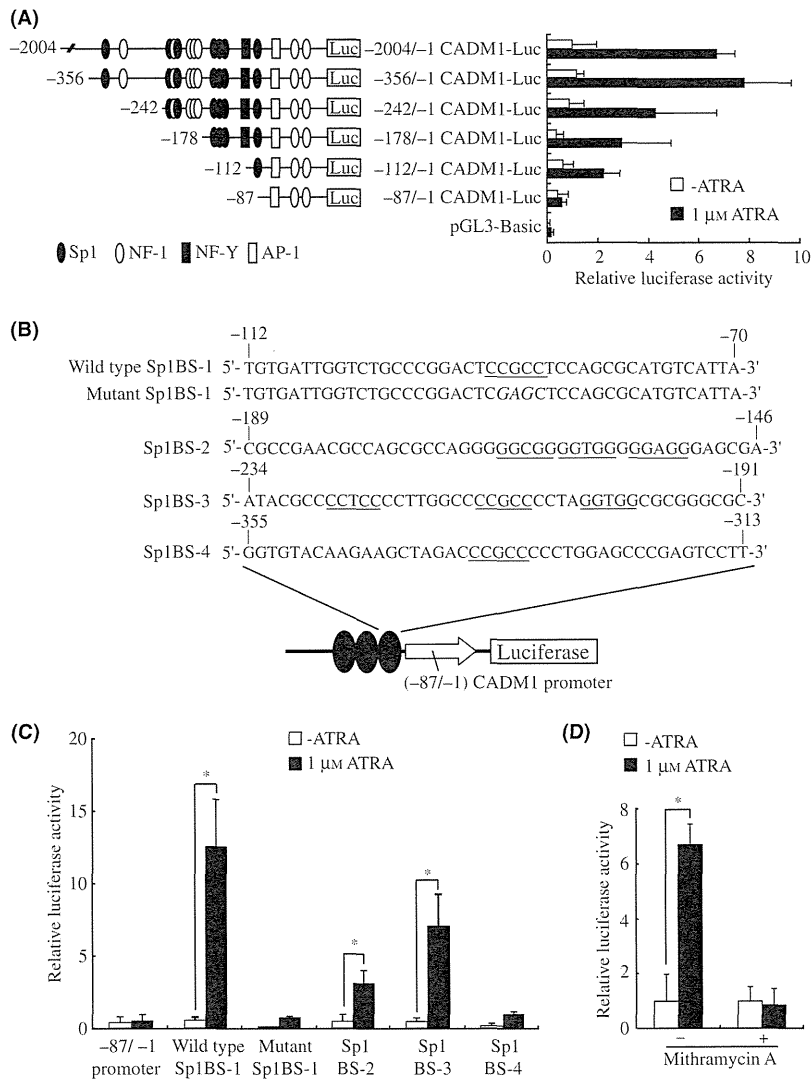 (A)
−2004 Luc −2004/−1 CADM1-Luc
−356 Luc −356/−1 CADM1-Luc
−242 Luc −242/−1 CADM1-Luc
−178 Luc −178/−1 CADM1-Luc
−112 Luc −112/−1 CADM1-Luc
−87 Luc −87/−1 CADM1-Luc
pGL3-Basic
-ATRA
1 μM ATRA
Sp1 NF-1 NF-Y AP-1
0 2 4 6 8 10
Relative luciferase activity
(B)
−112 −70
Wild type Sp1BS-1 5'-TGTGATTGGTCTGCCCGGACTCCGCCTCCAGCGCATGTCATTA-3'
Mutant Sp1BS-1 5'-TGTGATTGGTCTGCCCGGACTCGAGCTCCAGCGCATGTCATTA-3'
−189 −146
Sp1BS-2 5'-CGCCGAACGCCAGCGCCAGGGGGCGGGGTGGGGGAGGGAGCGA-3'
−234 −191
Sp1BS-3 5'-ATACGCCCCTCCCCTTGGCCCCCGCCCCTAGGTGGCGCGGGCGC-3'
−355 −313
Sp1BS-4 5'-GGTGTACAAGAAGCTAGACCCCGCCCCCTGGAGCCCGAGTCCTT-3'
Luciferase
(−87/−1) CADM1 promoter
(C)
-ATRA
1 μM ATRA
Relative luciferase activity
20
15
10
5
0
* * *
−87/ −1 promoter
Wild type Sp1BS-1
Mutant Sp1BS-1
Sp1 BS-2
Sp1 BS-3
Sp1 BS-4
(D)
-ATRA
1 μM ATRA
Relative luciferase activity
8
6
4
2
0
*
− +
Mithramycin A